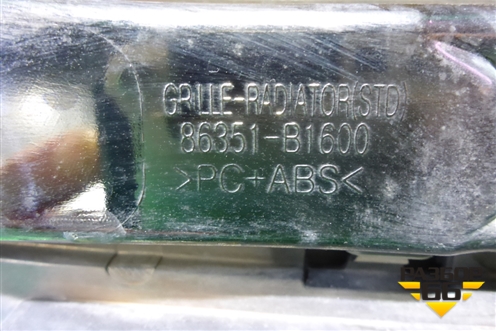 GRILLE-RADIATOR(STD)
86351-B1600
>PC+ABS<